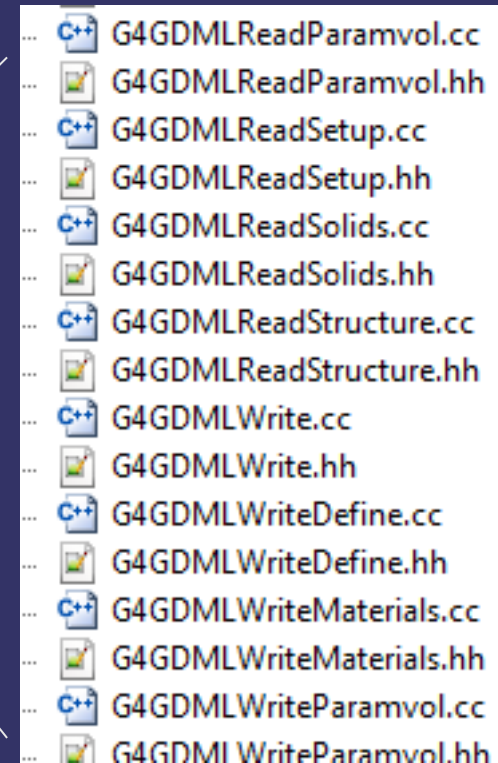 ... C++ G4GDMLReadParamvol.cc
... G4GDMLReadParamvol.hh
... C++ G4GDMLReadSetup.cc
... G4GDMLReadSetup.hh
... C++ G4GDMLReadSolids.cc
... G4GDMLReadSolids.hh
... C++ G4GDMLReadStructure.cc
... G4GDMLReadStructure.hh
... C++ G4GDMLWrite.cc
... G4GDMLWrite.hh
... C++ G4GDMLWriteDefine.cc
... G4GDMLWriteDefine.hh
... C++ G4GDMLWriteMaterials.cc
... G4GDMLWriteMaterials.hh
... C++ G4GDMLWriteParamvol.cc
... G4GDMLWriteParamvol.hh